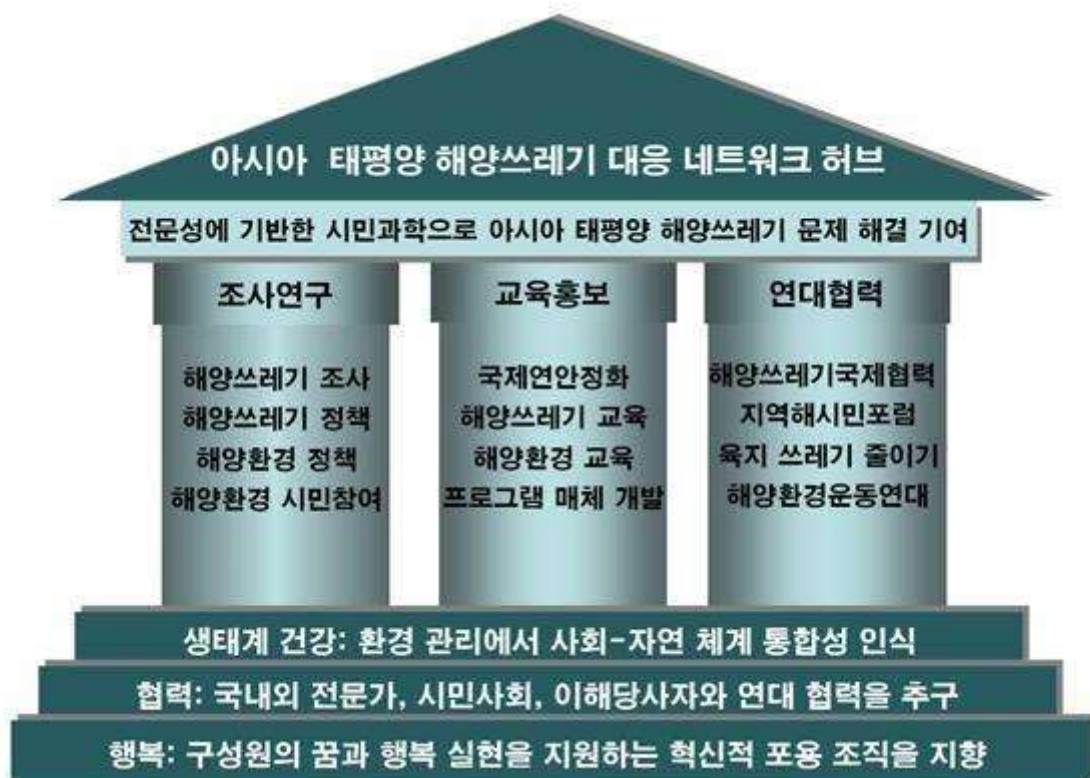 아시아 태평양 해양쓰레기 대응 네트워크 허브
전문성에 기반한 시민과학으로 아시아 태평양 해양쓰레기 문제 해결 기여
조사연구
해양쓰레기 조사
해양쓰레기 정책
해양환경 정책
해양환경 시민참여
교육홍보
국제연안정화
해양쓰레기 교육
해양환경 교육
프로그램 매체 개발
연대협력
해양쓰레기국제협력
지역해시민포럼
육지 쓰레기 줄이기
해양환경운동연대
생태계 건강: 환경 관리에서 사회-자연 체계 통합성 인식
협력: 국내외 전문가, 시민사회, 이해당사자와 연대 협력을 추구
행복: 구성원의 꿈과 행복 실현을 지원하는 혁신적 포용 조직을 지향